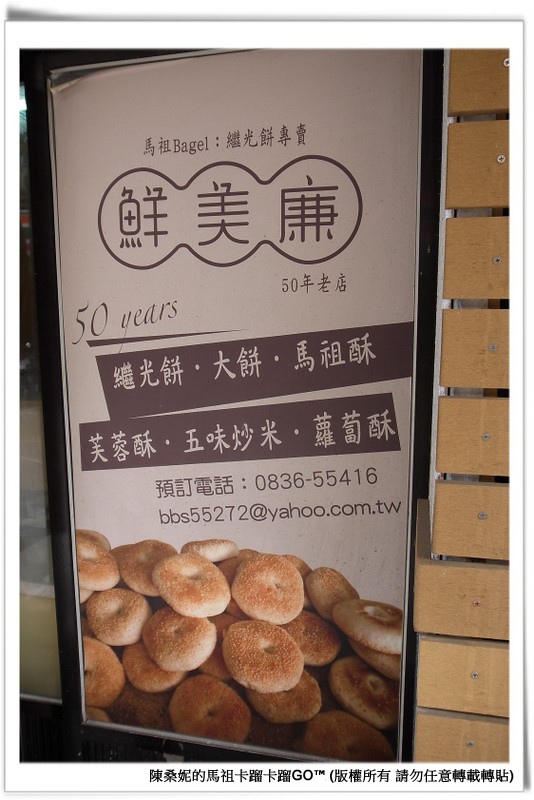 馬祖Bagel：繼光餅專賣
鮮美廉
50年老店
50 years
繼光餅·大餅·馬祖酥
芙蓉酥·五味炒米·蘿蔔酥
預訂電話：0836-55416
bbs55272@yahoo.com.tw
陳桑妮的馬祖卡蹓卡蹓GO™ (版權所有 請勿任意轉載轉貼)